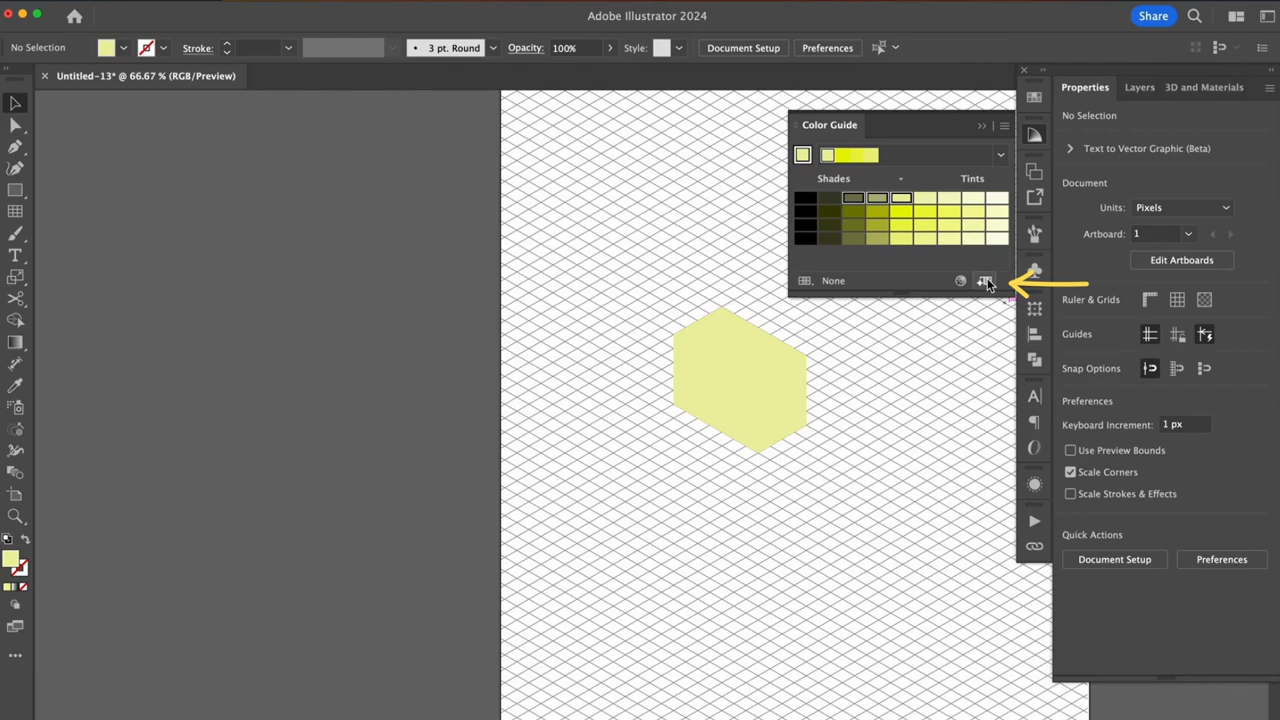 Adobe Illustrator 2024
Share
No Selection
Stroke:
3 pt. Round
Opacity:
100%
Style:
Document Setup
Preferences
Untitled-13* @ 66.67 % (RGB/Preview)
Color Guide
Shades
Tints
None
Properties
Layers
3D and Materials
No Selection
Text to Vector Graphic (Beta)
Document
Units:
Pixels
Artboard:
1
Edit Artboards
Ruler & Grids
Guides
Snap Options
Preferences
Keyboard Increment:
1 px
Use Preview Bounds
Scale Corners
Scale Strokes & Effects
Quick Actions
Document Setup
Preferences